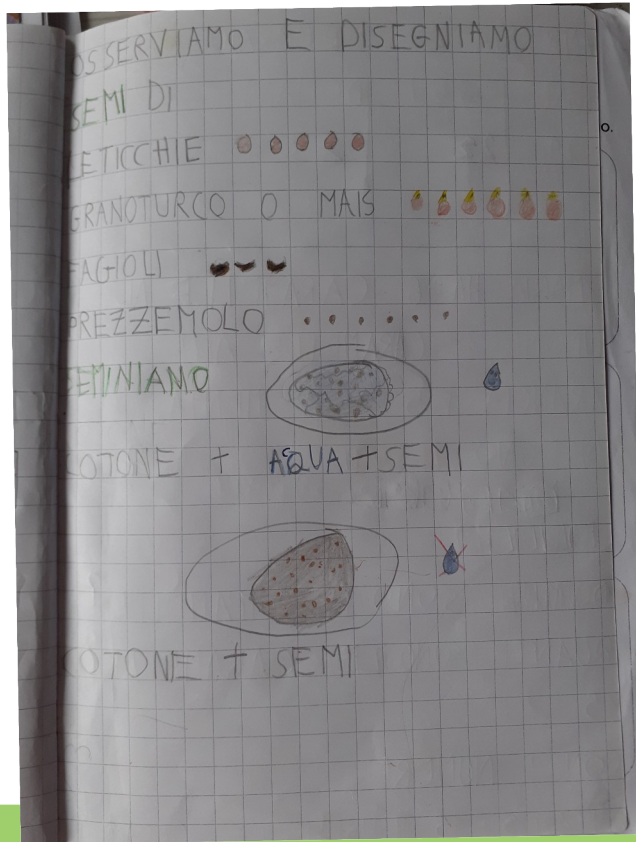 OSSERVIAMO E DISEGNIAMO
SEMI DI
LETICCHIE
GRANOTURCO O MAIS
FAGIOLI
PREZZEMOLO
SEMINIAMO
COTONE + AQUA + SEMI
COTONE + SEMI
o.